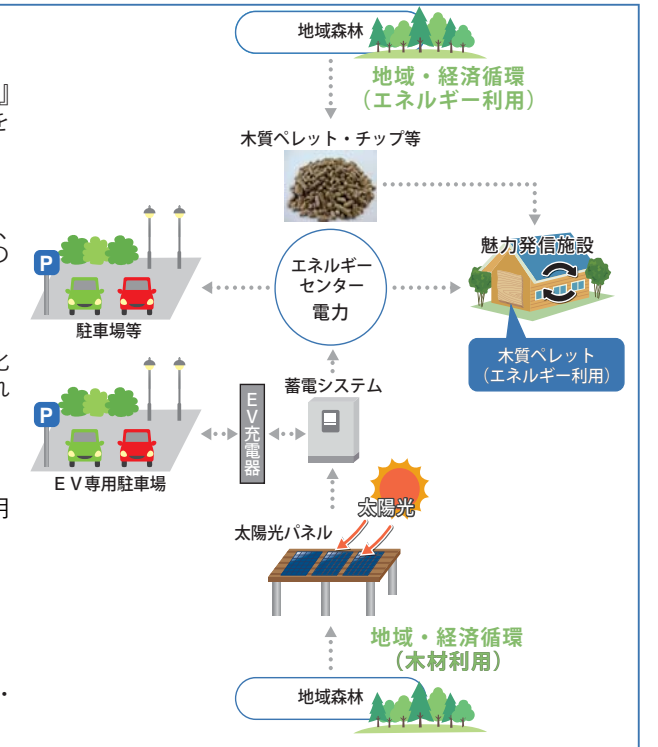 地域森林
地域・経済循環
（エネルギー利用）
』
を
木質ペレット・チップ等
、
の
魅力発信施設
P
エネルギー
センター
電力
駐車場等
木質ペレット
（エネルギー利用）
化
れ
蓄電システム
P
EV充電器
ＥＶ専用駐車場
太陽光
用
太陽光パネル
地域・経済循環
（木材利用）
地域森林
・